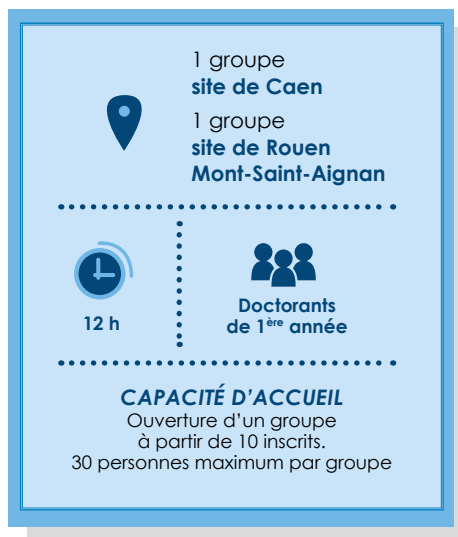 1 groupe
site de Caen
1 groupe
site de Rouen
Mont-Saint-Aignan
12 h
Doctorants
de 1ère année
CAPACITÉ D’ACCUEIL
Ouverture d’un groupe
à partir de 10 inscrits.
30 personnes maximum par groupe